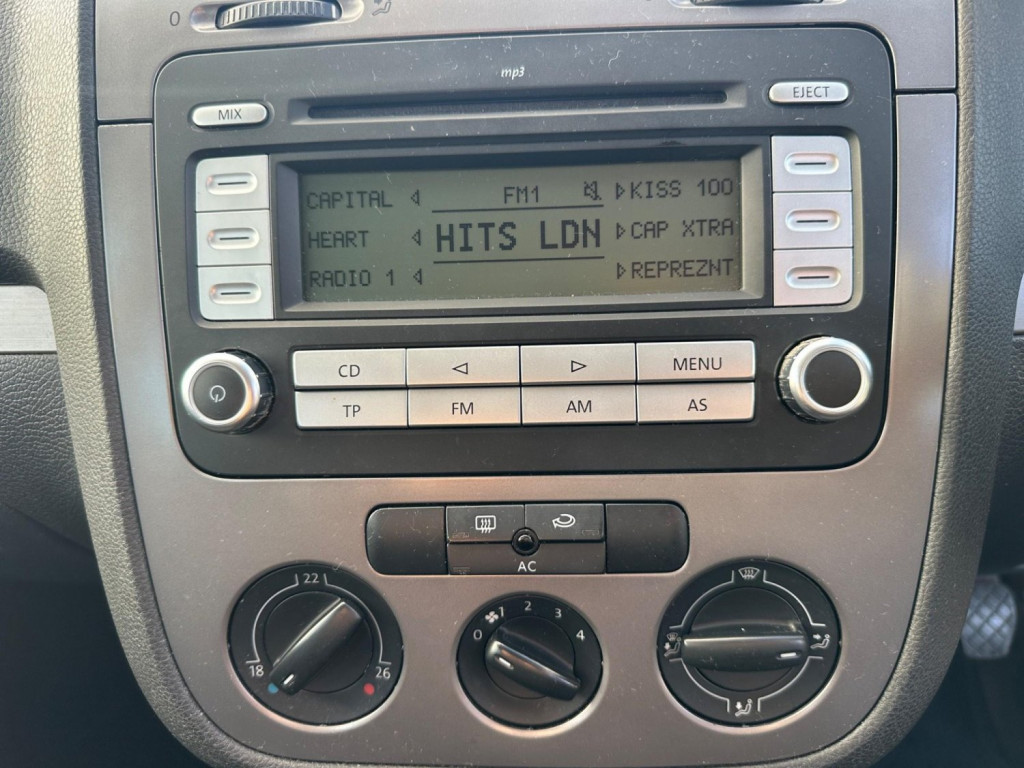 0
mp3
MIX
EJECT
CAPITAL FM1 KISS 100
HEART HITS LDN CAP XTRA
RADIO 1 REPREZNT
CD MENU
TP FM AM AS
AC
22
18 26
0 1 2 3 4